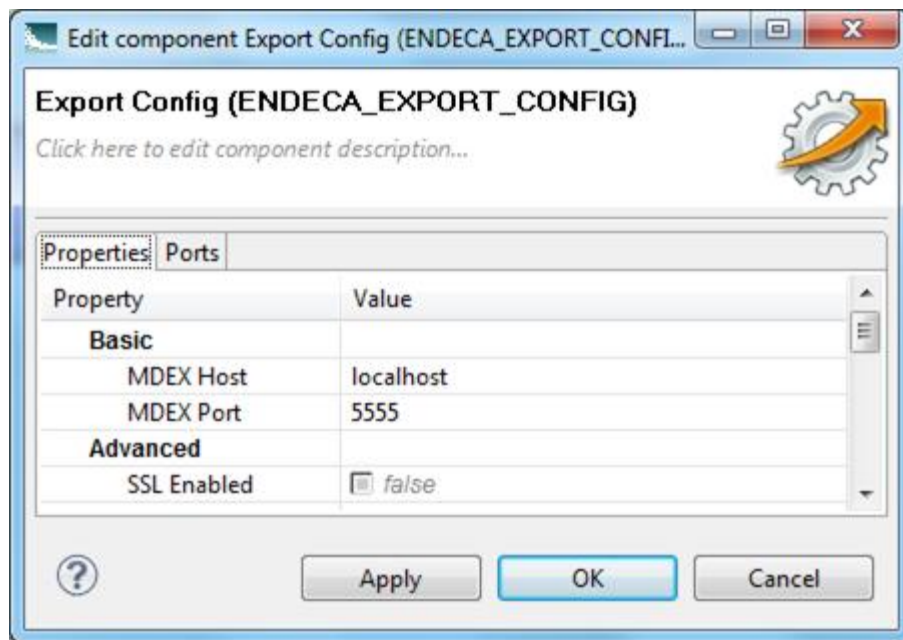 Edit component Export Config (ENDECA_EXPORT_CONFI...
Export Config (ENDECA_EXPORT_CONFIG)
Click here to edit component description...
Properties Ports
Property Value
Basic
MDEX Host localhost
MDEX Port 5555
Advanced
SSL Enabled false
? Apply OK Cancel